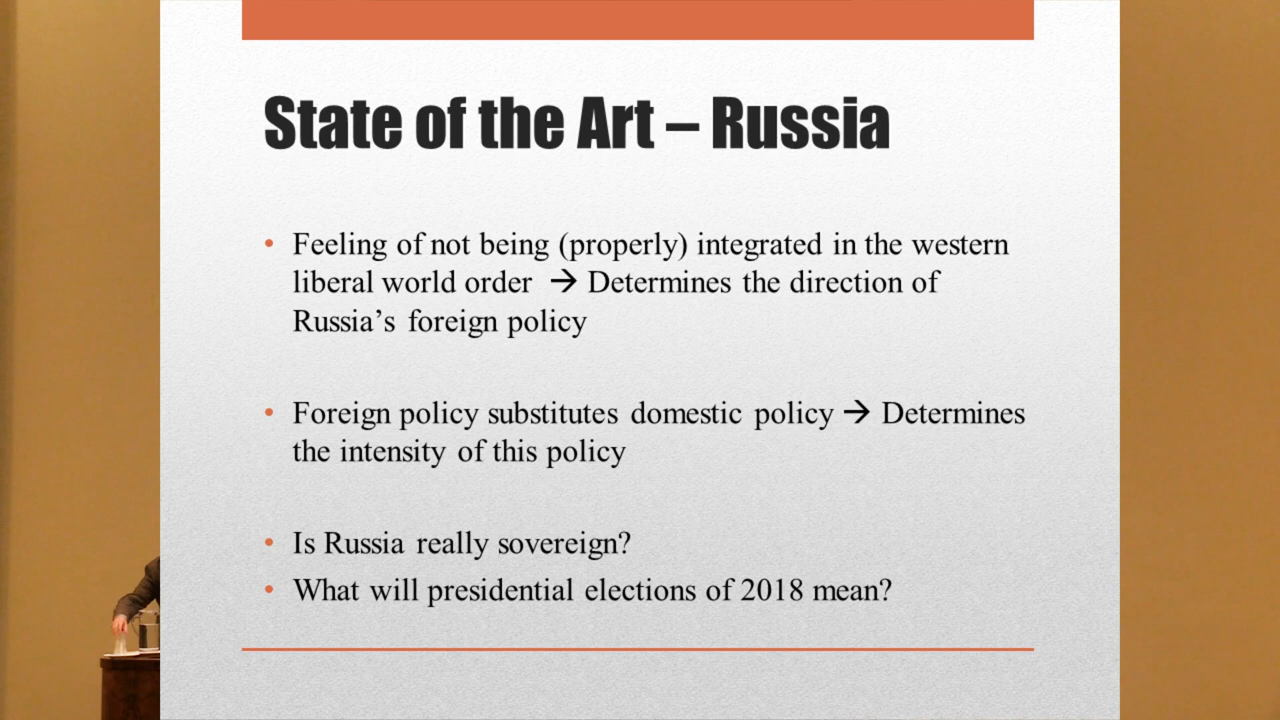 State of the Art – Russia
• Feeling of not being (properly) integrated in the western
liberal world order → Determines the direction of
Russia’s foreign policy
• Foreign policy substitutes domestic policy → Determines
the intensity of this policy
• Is Russia really sovereign?
• What will presidential elections of 2018 mean?